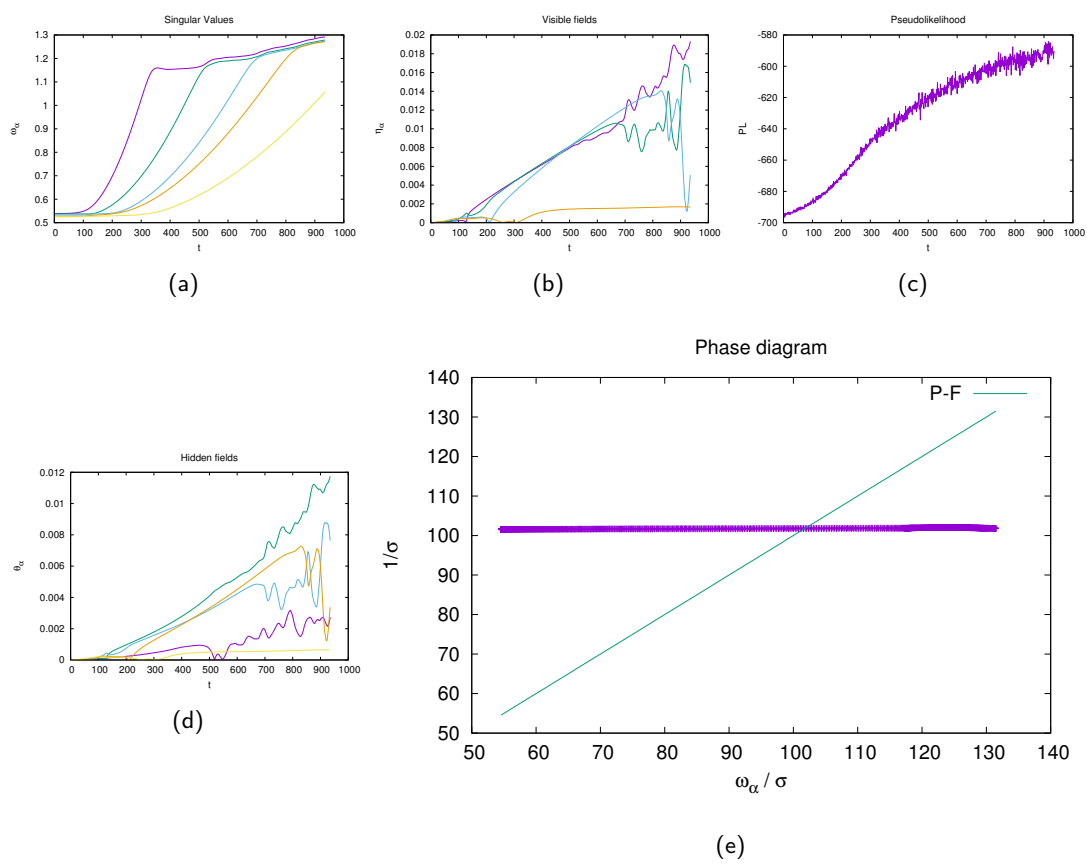 Singular Values
1.3
1.2
1.1
1
0.9
0.8
0.7
0.6
0.5
ωα
0 100 200 300 400 500 600 700 800 900 1000
t
(a)
Visible fields
0.02
0.018
0.016
0.014
0.012
0.01
0.008
0.006
0.004
0.002
0
ηα
0 100 200 300 400 500 600 700 800 900 1000
t
(b)
Pseudolikelihood
-580
-600
-620
-640
-660
-680
-700
PL
0 100 200 300 400 500 600 700 800 900 1000
t
(c)
Hidden fields
0.012
0.01
0.008
0.006
0.004
0.002
0
θα
0 100 200 300 400 500 600 700 800 900 1000
t
(d)
Phase diagram
P-F
140
130
120
110
100
90
80
70
60
50
1/σ
50 60 70 80 90 100 110 120 130 140
ωα / σ
(e)